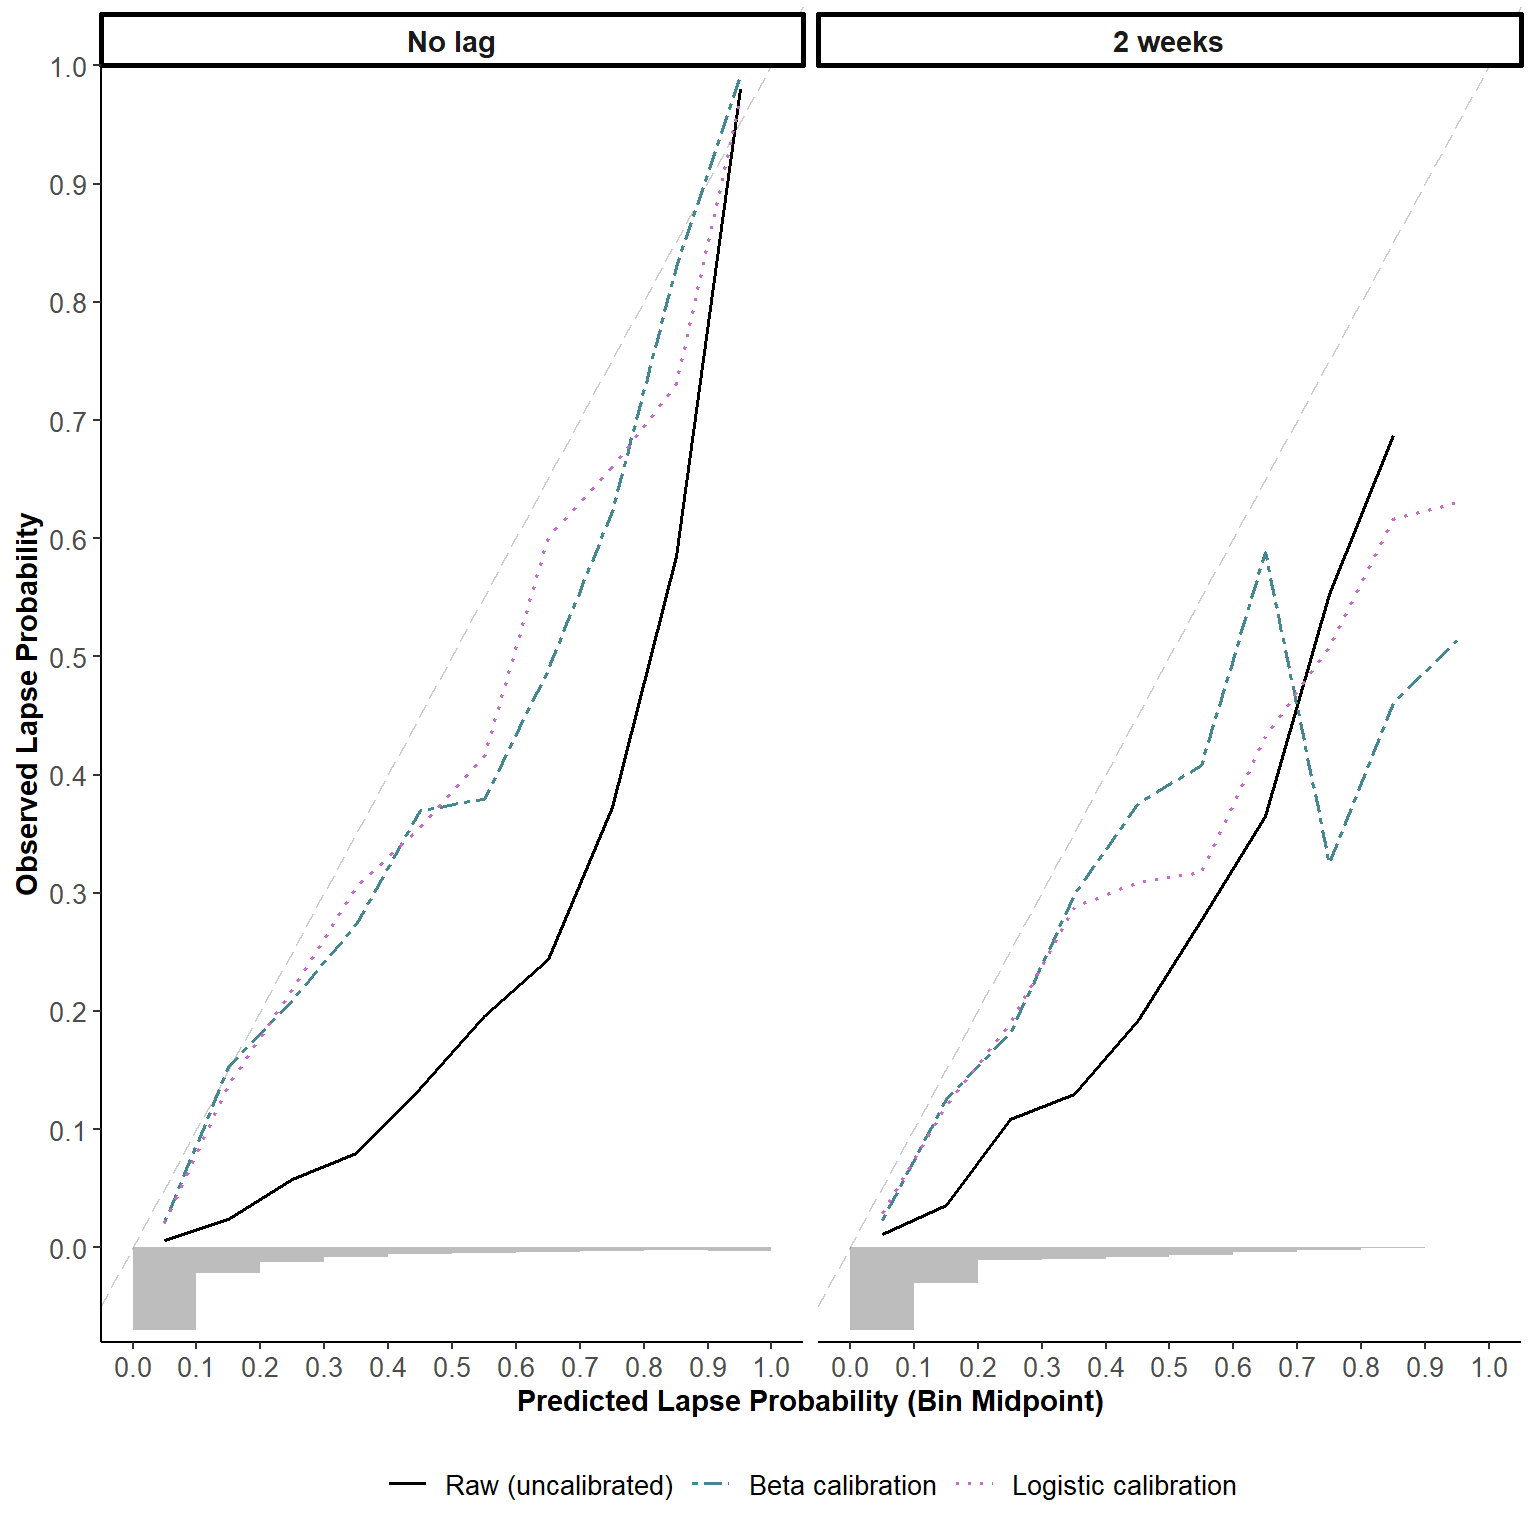 No lag
2 weeks
Observed Lapse Probability
1.0
0.9
0.8
0.7
0.6
0.5
0.4
0.3
0.2
0.1
0.0
0.0 0.1 0.2 0.3 0.4 0.5 0.6 0.7 0.8 0.9 1.0
0.0 0.1 0.2 0.3 0.4 0.5 0.6 0.7 0.8 0.9 1.0
Predicted Lapse Probability (Bin Midpoint)
Raw (uncalibrated) Beta calibration Logistic calibration